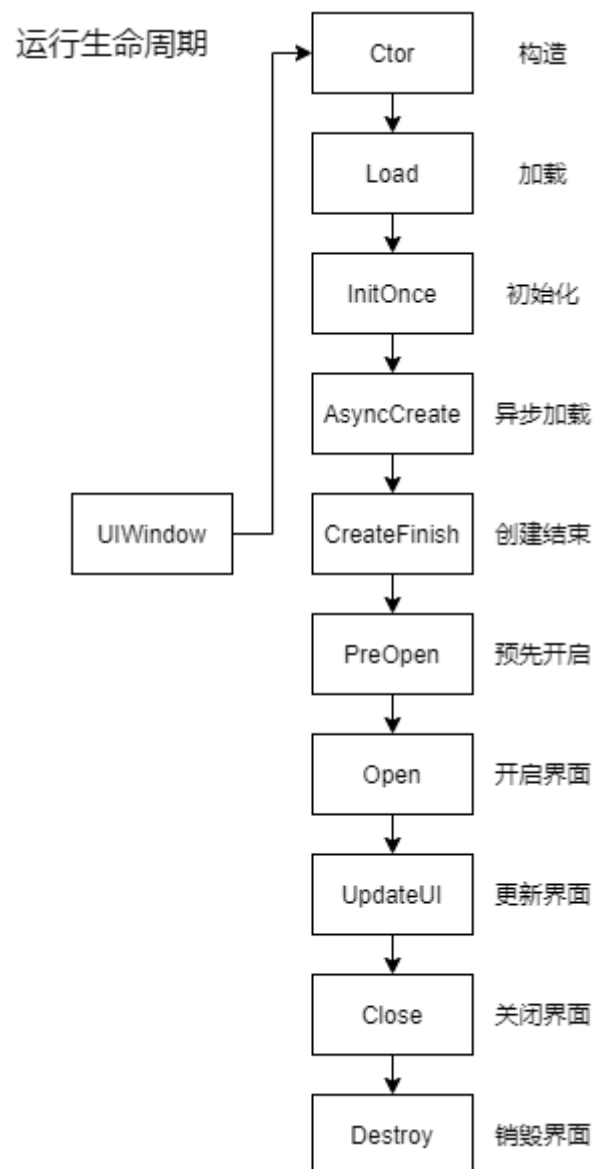 运行生命周期
Ctor 构造
Load 加载
InitOnce 初始化
AsyncCreate 异步加载
UIWindow
CreateFinish 创建结束
PreOpen 预先开启
Open 开启界面
UpdateUI 更新界面
Close 关闭界面
Destroy 销毁界面